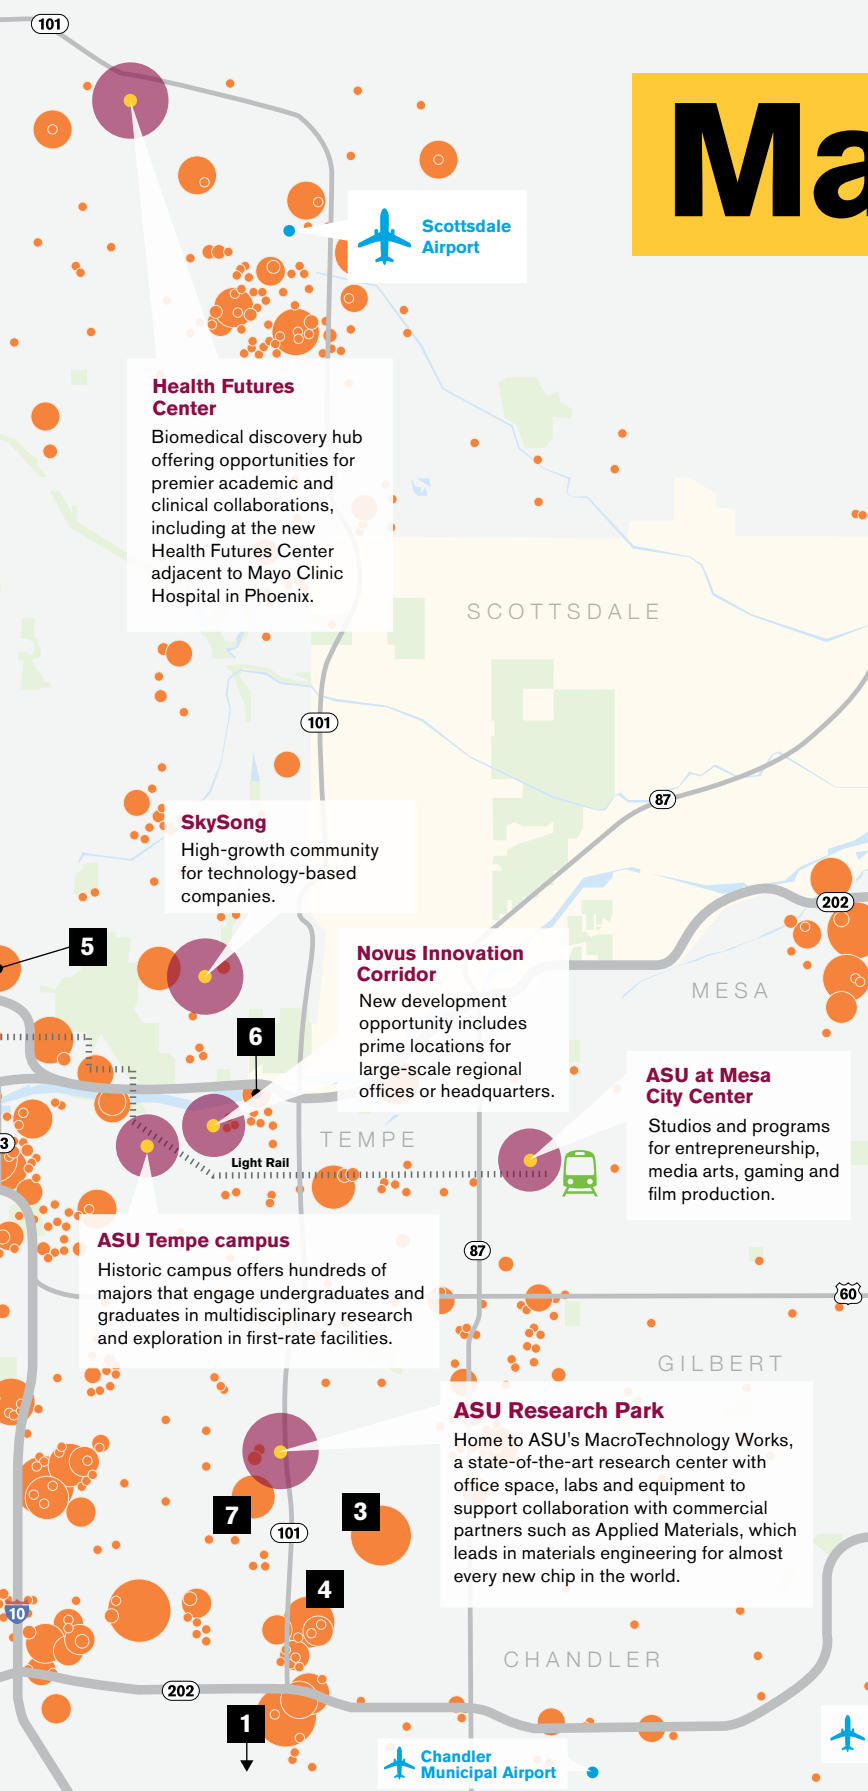 101
Ma
Scottsdale
Airport
Health Futures
Center
Biomedical discovery hub
offering opportunities for
premier academic and
clinical collaborations,
including at the new
Health Futures Center
adjacent to Mayo Clinic
Hospital in Phoenix.
SCOTTSDALE
101
87
SkySong
High-growth community
for technology-based
companies.
202
5
Novus Innovation
Corridor
New development
opportunity includes
prime locations for
large-scale regional
offices or headquarters.
MESA
6
ASU at Mesa
City Center
Studios and programs
for entrepreneurship,
media arts, gaming and
film production.
TEMPE
3
Light Rail
ASU Tempe campus
Historic campus offers hundreds of
majors that engage undergraduates and
graduates in multidisciplinary research
and exploration in first-rate facilities.
87
60
GILBERT
ASU Research Park
Home to ASU's MacroTechnology Works,
a state-of-the-art research center with
office space, labs and equipment to
support collaboration with commercial
partners such as Applied Materials, which
leads in materials engineering for almost
every new chip in the world.
7
3
101
4
10
CHANDLER
202
1
Chandler
Municipal Airport